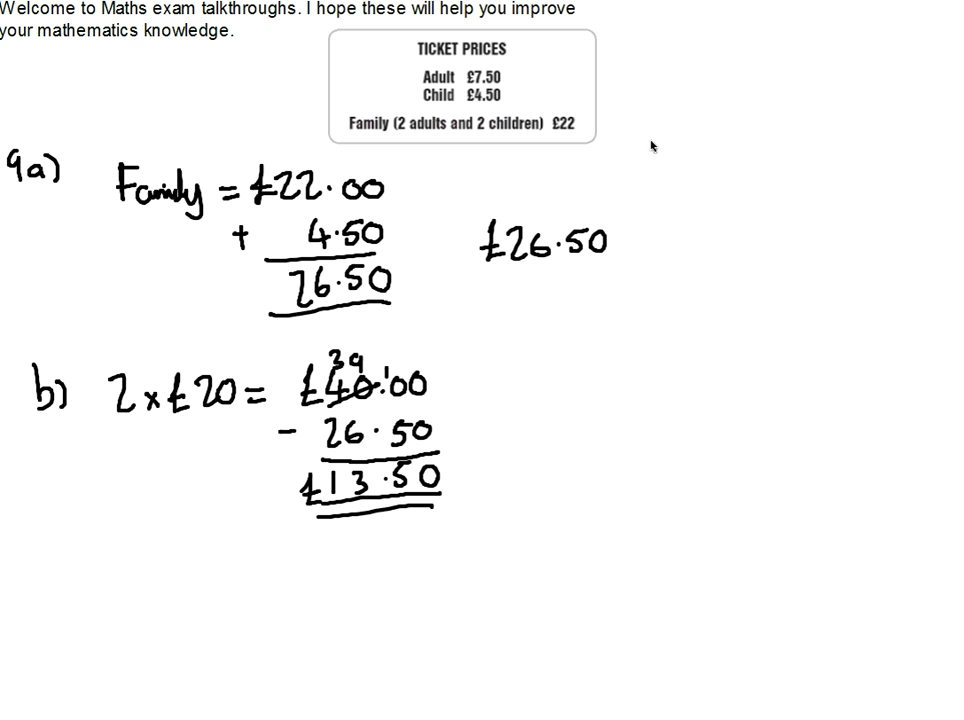 Welcome to Maths exam talkthroughs. I hope these will help you improve
your mathematics knowledge.
TICKET PRICES
Adult £7.50
Child £4.50
Family (2 adults and 2 children) £22
9a)
Family = £22.00
+ 4.50
26.50
£26.50
39
b) 2 x £20 = £40.'00
- 26.50
£13.50